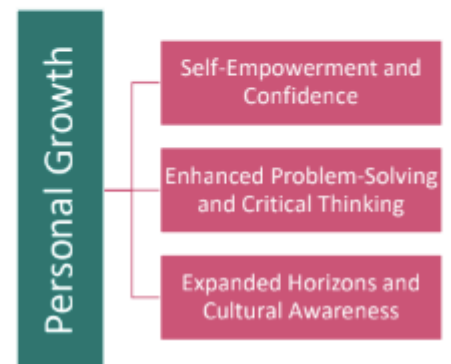 Personal Growth
Self-Empowerment and
Confidence
Enhanced Problem-Solving
and Critical Thinking
Expanded Horizons and
Cultural Awareness